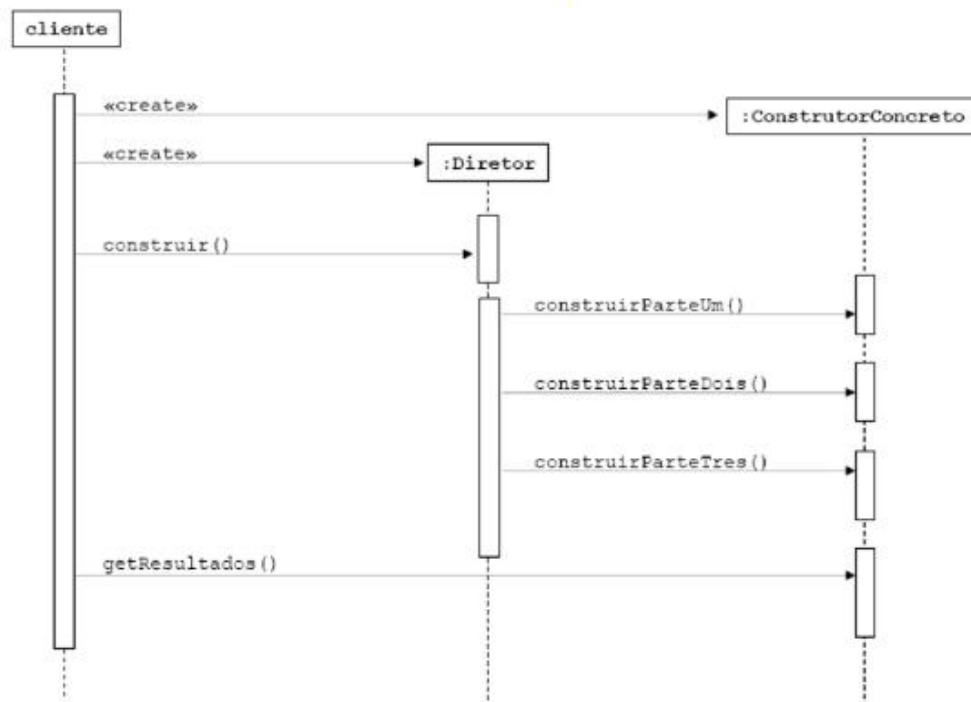 cliente
«create»
:ConstrutorConcreto
«create»
:Diretor
construir()
construirParteUm()
construirParteDois()
construirParteTres()
getResultados()